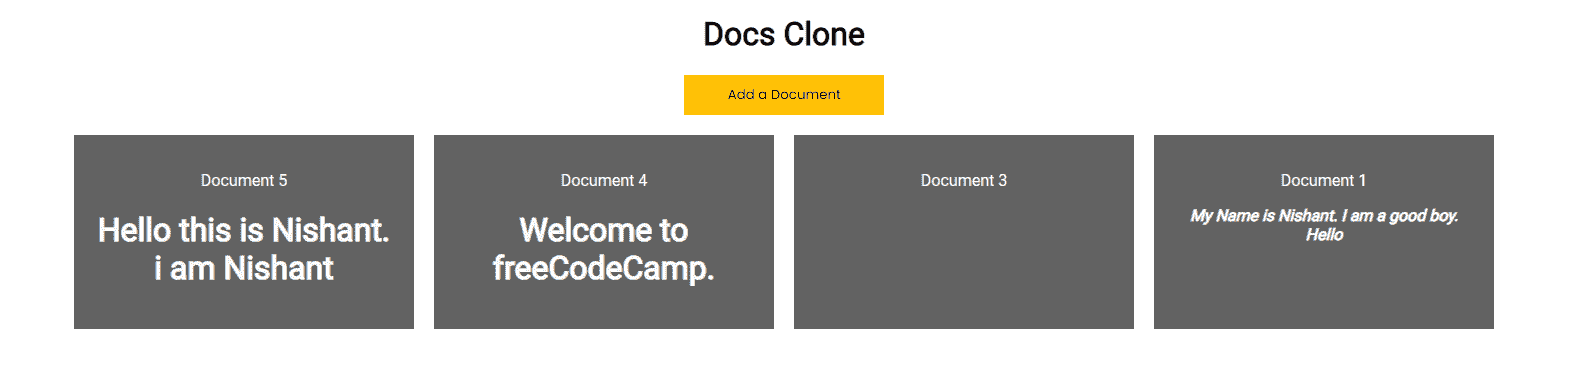 Docs Clone
Add a Document
Document 5
Hello this is Nishant.
i am Nishant
Document 4
Welcome to
freeCodeCamp.
Document 3
Document 1
My Name is Nishant. I am a good boy.
Hello